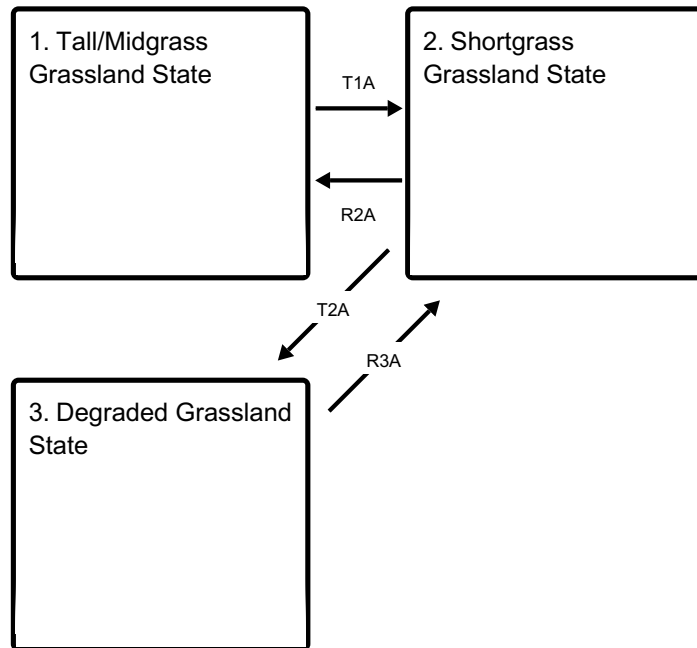 1. Tall/Midgrass
Grassland State
2. Shortgrass
Grassland State
T1A
R2A
T2A
R3A
3. Degraded Grassland
State